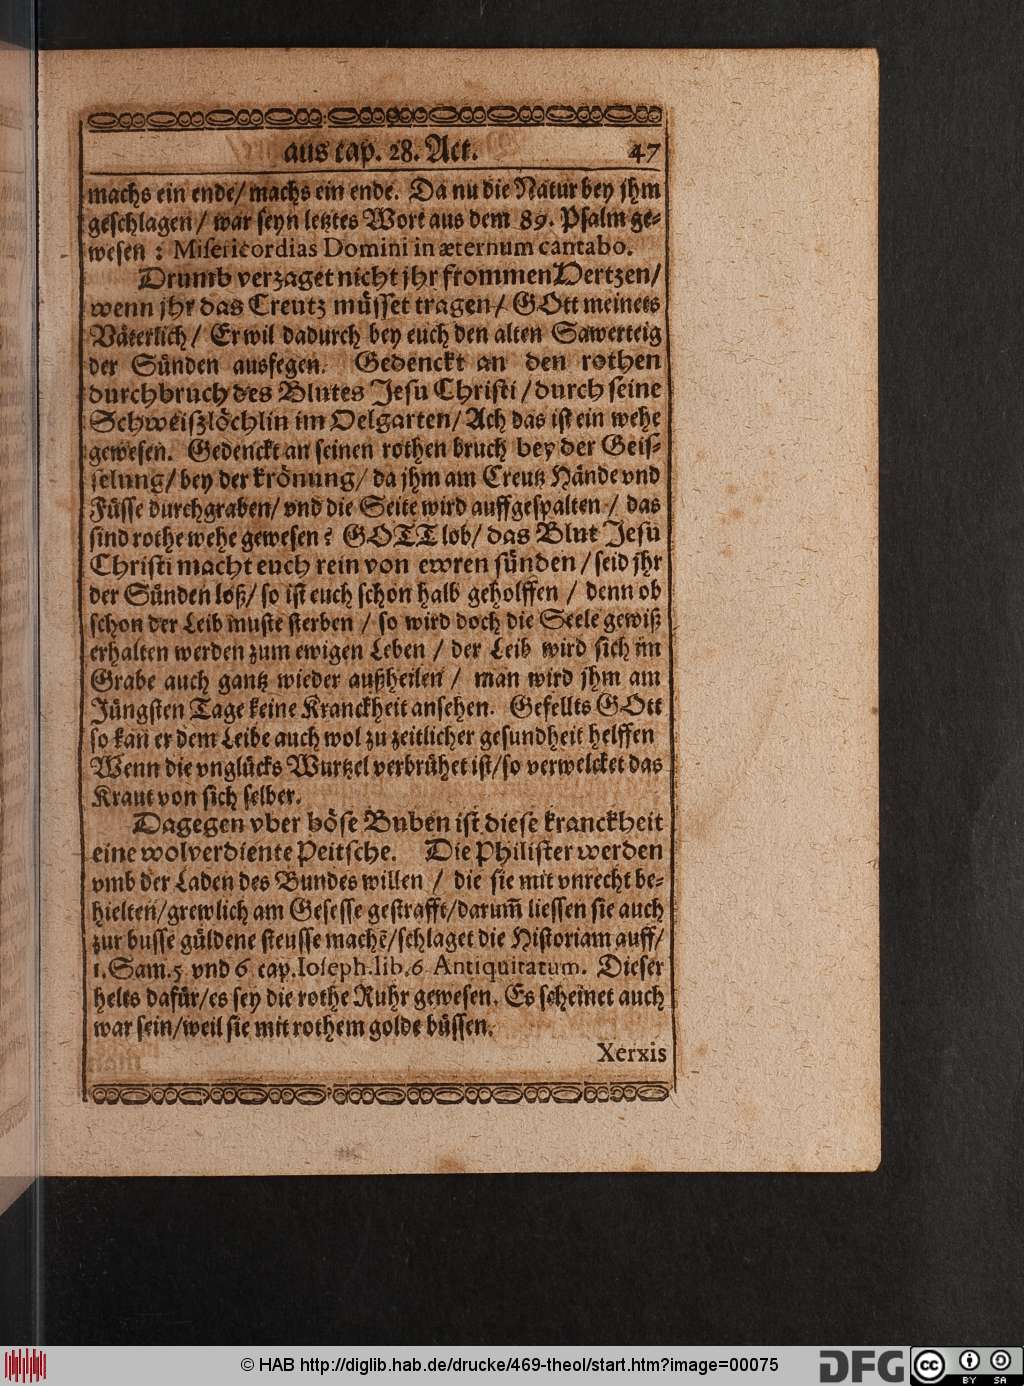 aus cap. 28. Act. 47
machs ein ende/ machs ein ende. Da nu die Natur bey jhm
geschlagen / war seyn letztes Wort aus dem 89. Psalm ge-
wesen : Misericordias Domini in æternum cantabo.
Drumb verzaget nicht jhr frommen Hertzen/
wenn jhr das Creutz müsset tragen/ GOtt meinets
Väterlich / Er wil dadurch bey euch den alten Sawerteig
der Sünden ausfegen. Gedenckt an den rothen
durchbruch des Blutes Jesu Christi / durch seine
Schweißlöchlin im Oelgarten/ Ach das ist ein wehe
gewesen. Gedenckt an seinen rothen bruch bey der Geis-
selung/ bey der krönung/ da jhm am Creutz Hände vnd
Füsse durchgraben/ vnd die Seite wird auffgespalten / das
sind rothe wehe gewesen? GOTT lob/ das Blut Jesu
Christi macht euch rein von ewren sünden / seid jhr
der Sünden loß/ so ist euch schon halb geholffen / denn ob
schon der Leib muste sterben / so wird doch die Seele gewiß
erhalten werden zum ewigen Leben / der Leib wird sich im
Grabe auch gantz wieder außheilen / man wird jhm am
Jüngsten Tage keine Kranckheit ansehen. Gefellts GOtt
so kan er dem Leibe auch wol zu zeitlicher gesundheit helffen
Wenn die vnglücks Wurtzel verbrühet ist/ so verwelcket das
Kraut von sich selber.
Dagegen vber böse Buben ist diese kranckheit
eine wolverdiente Peitsche. Die Philister werden
vmb der Laden des Bundes willen / die sie mit vnrecht be-
hielten/ grewlich am Gesesse gestrafft/ darum̃ liessen sie auch
zur busse güldene steusse machẽ/ schlaget die Historiam auff/
1. Sam. 5 vnd 6 cap. Ioseph. lib. 6 Antiquitatum. Dieser
helts dafür/ es sey die rothe Ruhr gewesen. Es scheinet auch
war sein/ weil sie mit rothem golde büssen.
Xerxis
© HAB http://diglib.hab.de/drucke/469-theol/start.htm?image=00075
DFG
cc BY SA